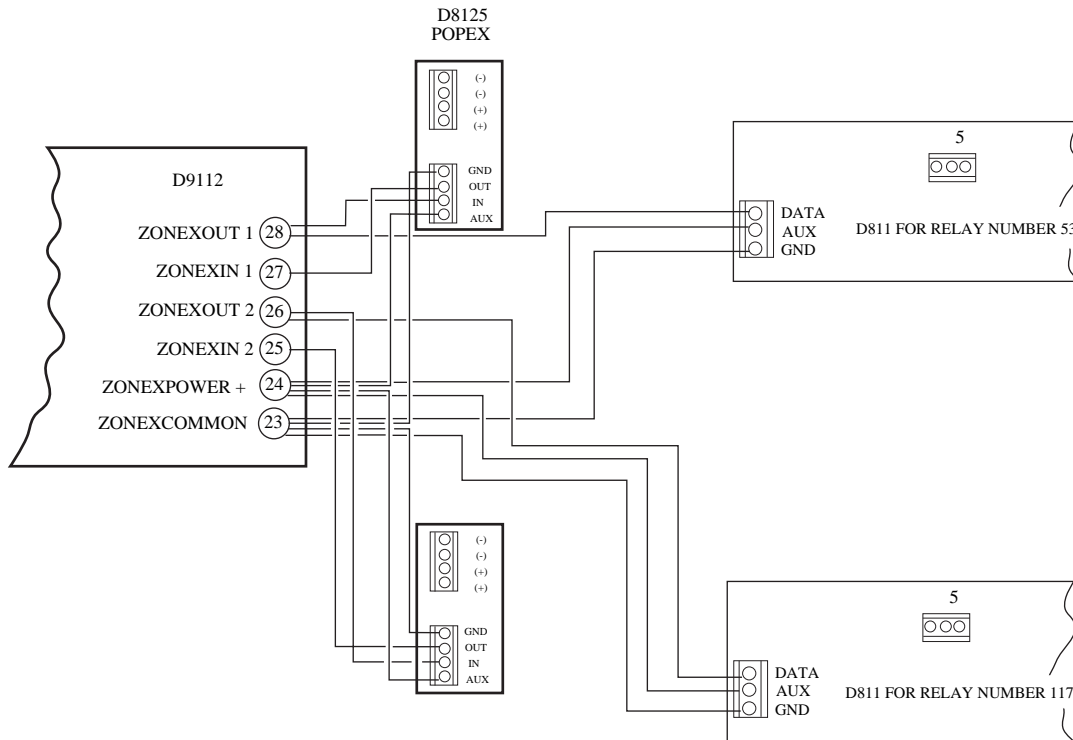 D8125
POPEX
(-)
(-)
(+)
(+)
GND
OUT
IN
AUX
D9112
ZONEXOUT 1 28
ZONEXIN 1 27
ZONEXOUT 2 26
ZONEXIN 2 25
ZONEXPOWER + 24
ZONEXCOMMON 23
5
DATA
AUX
GND
D811 FOR RELAY NUMBER 53
(-)
(-)
(+)
(+)
GND
OUT
IN
AUX
5
DATA
AUX
GND
D811 FOR RELAY NUMBER 117